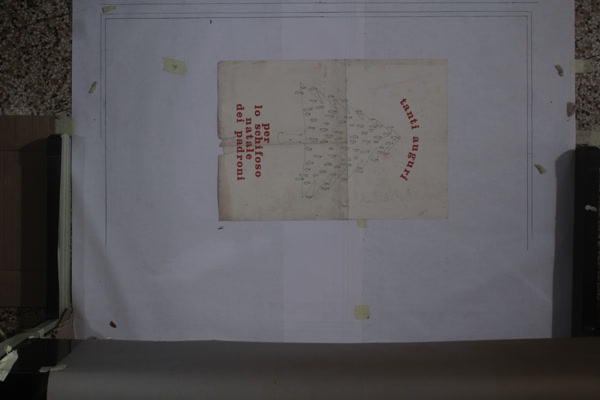 tanti auguri
per
lo schifoso
natale
dei padroni